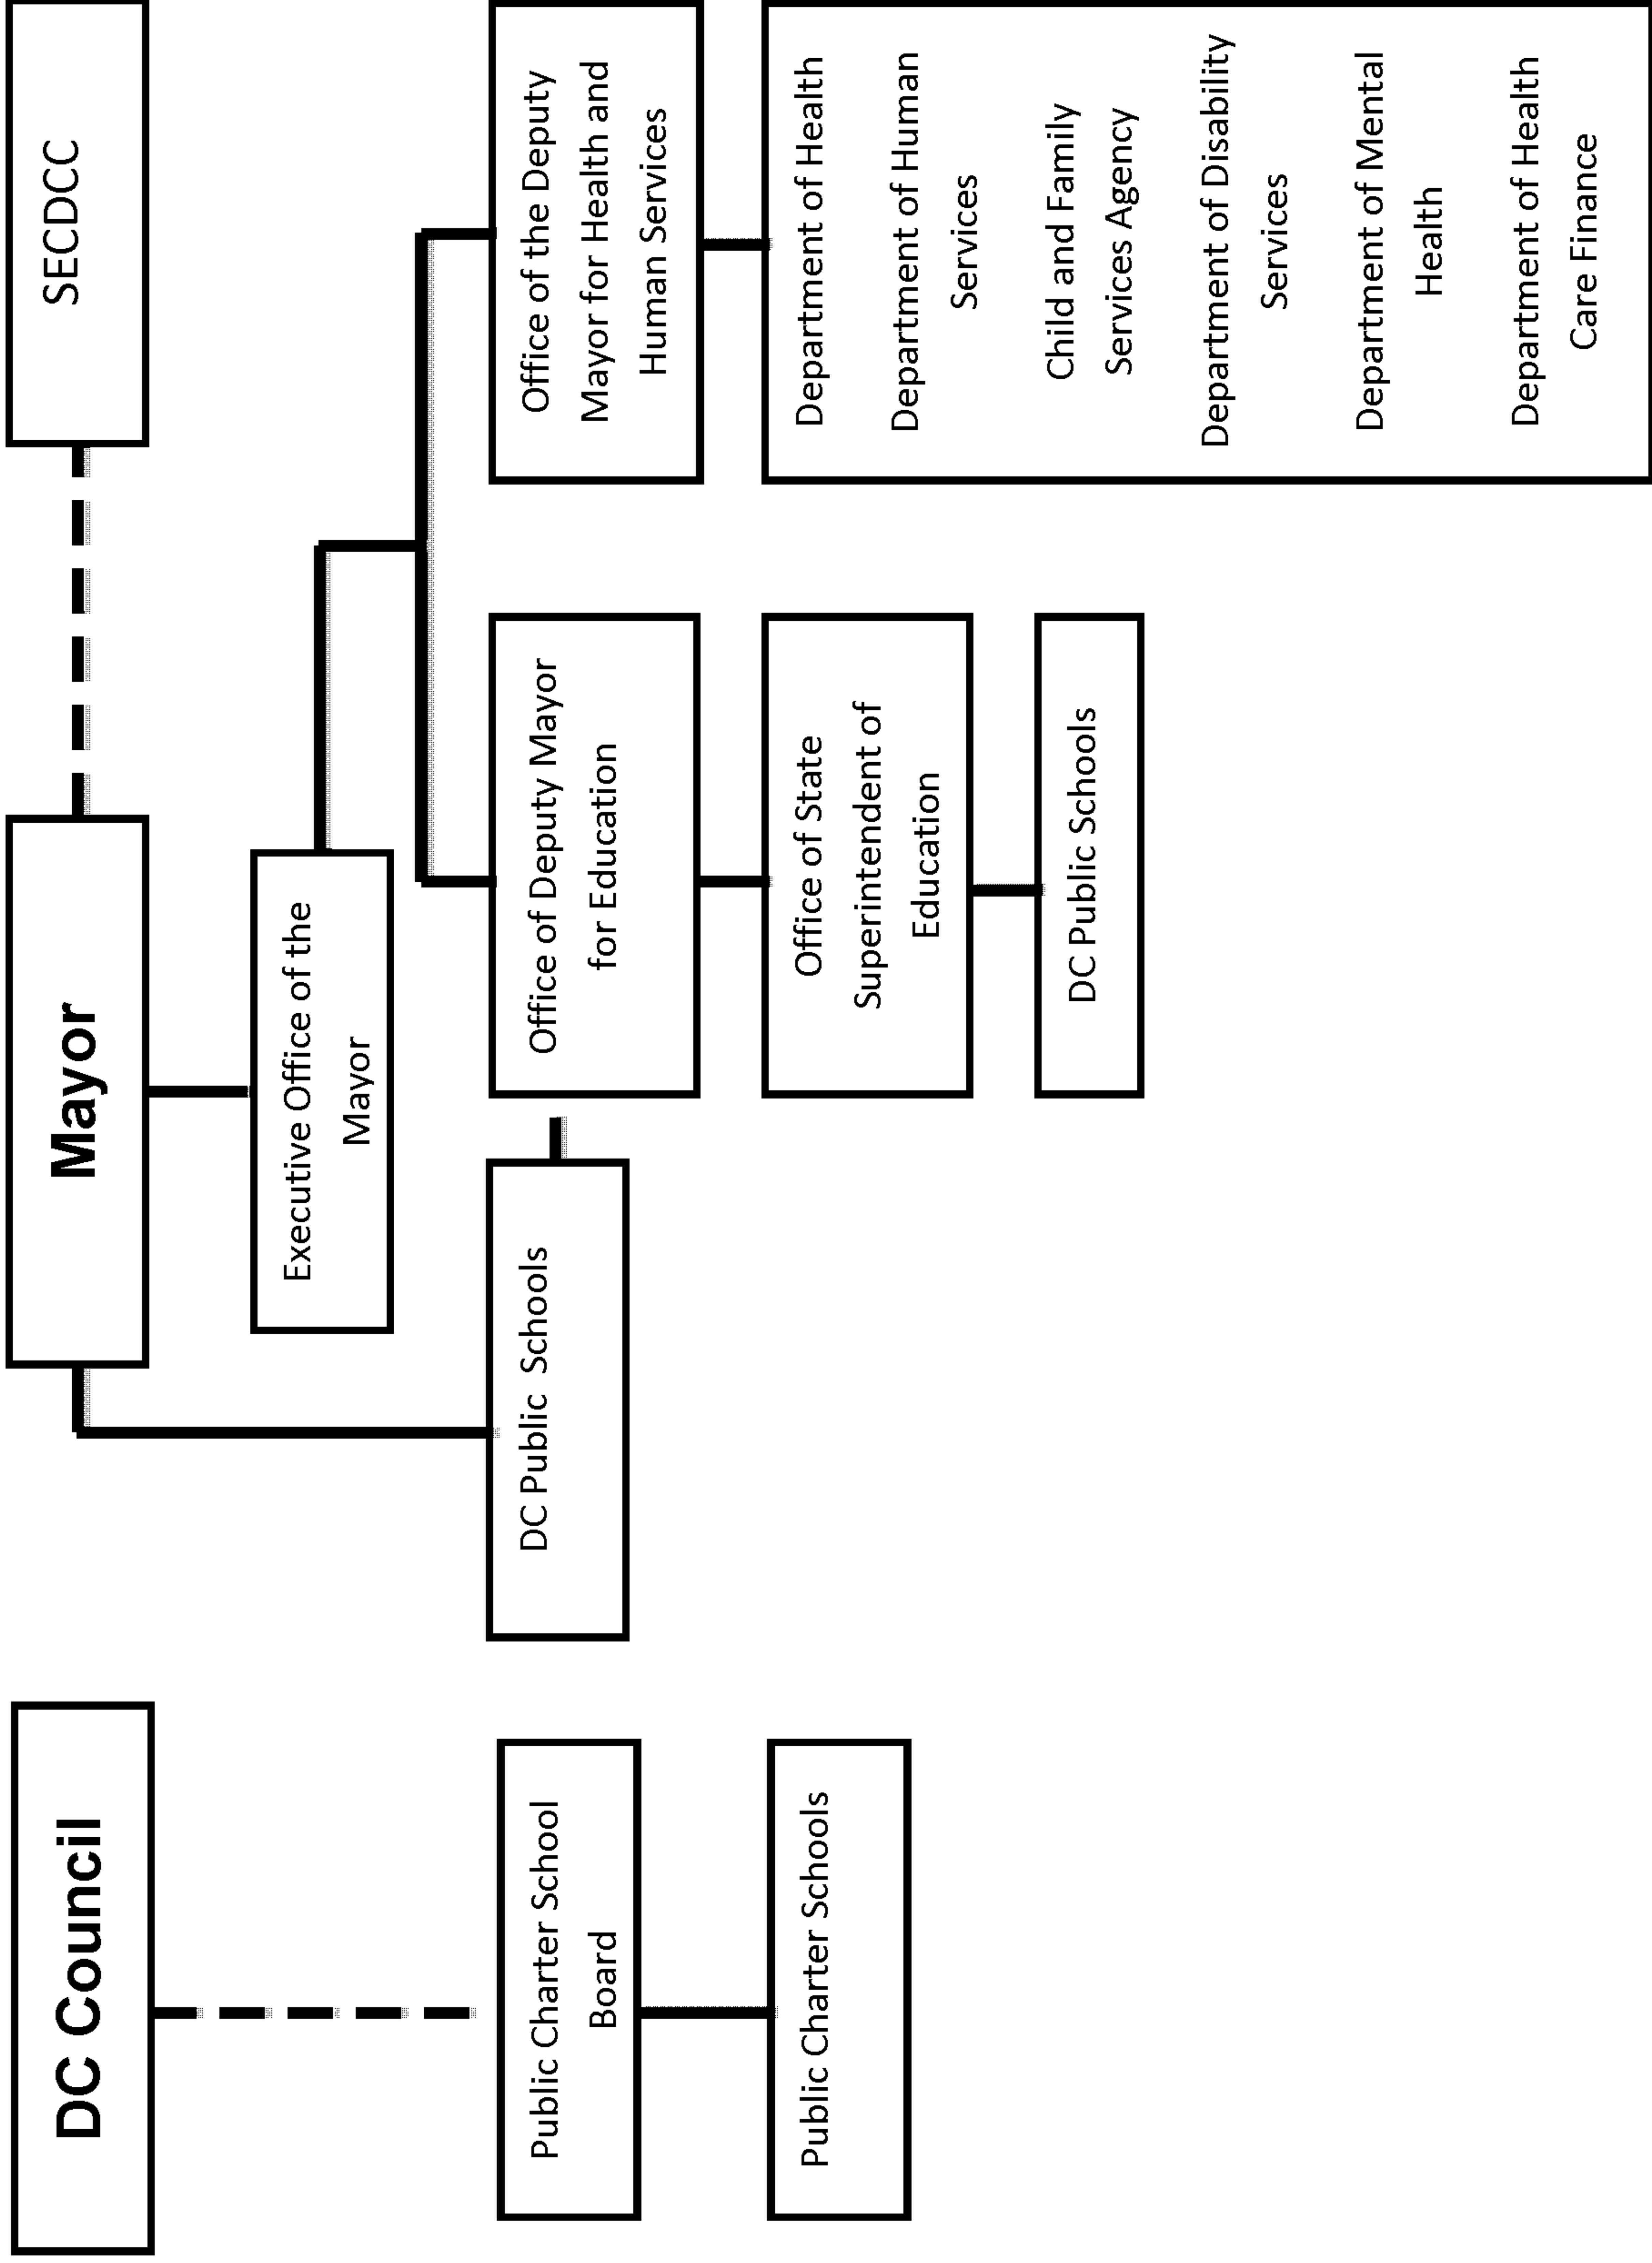 DC Council
Mayor
SECDCC
Executive Office of the
Mayor
Public Charter School
Board
DC Public Schools
Office of Deputy Mayor
for Education
Office of the Deputy
Mayor for Health and
Human Services
Public Charter Schools
Office of State
Superintendent of
Education
DC Public Schools
Department of Health
Department of Human
Services
Child and Family
Services Agency
Department of Disability
Services
Department of Mental
Health
Department of Health
Care Finance